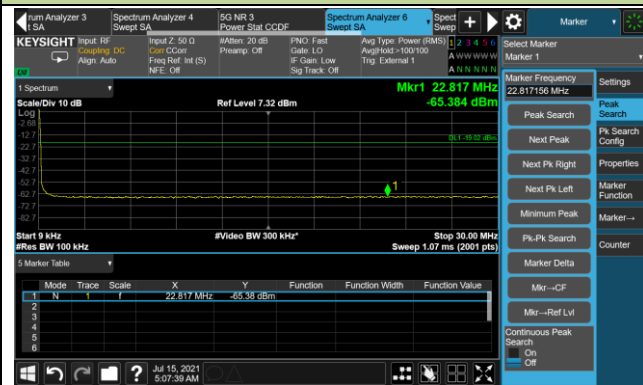 rum Analyzer 3
t SA
Spectrum Analyzer 4
Swept SA
5G NR 3
Power Stat CCDF
Spectrum Analyzer 6
Swept SA
Spect
Swep
Marker
KEYSIGHT
Input: RF
Coupling: DC
Align: Auto
Input Z: 50 Ω
Corr CCorr
Freq Ref: Int (S)
NFE: Off
#Atten: 20 dB
Preamp: Off
PNO: Fast
Gate: LO
IF Gain: Low
Sig Track: Off
Avg Type: Power (RMS)
Avg|Hold:>100/100
Trig: External 1
1 2 3 4 5 6
A W W W W W
A N N N N N
LXI
Select Marker
Marker 1
1 Spectrum
Scale/Div 10 dB
Ref Level 7.32 dBm
Mkr1 22.817 MHz
-65.384 dBm
Log
-2.68
-12.7
-22.7
-32.7
-42.7
-52.7
-62.7
-72.7
-82.7
DL1 -19.02 dBm
1
Start 9 kHz
#Res BW 100 kHz
#Video BW 300 kHz*
Stop 30.00 MHz
Sweep 1.07 ms (2001 pts)
5 Marker Table
Mode Trace Scale X Y Function Function Width Function Value
1 N 1 f 22.817 MHz -65.38 dBm
2
3
4
5
6
Marker Frequency
22.817156 MHz
Peak Search
Next Peak
Next Pk Right
Next Pk Left
Minimum Peak
Pk-Pk Search
Marker Delta
Mkr→CF
Mkr→Ref Lvl
Continuous Peak
Search
On
Off
Settings
Peak
Search
Pk Search
Config
Properties
Marker
Function
Marker→
Counter
?
Jul 15, 2021
5:07:39 AM